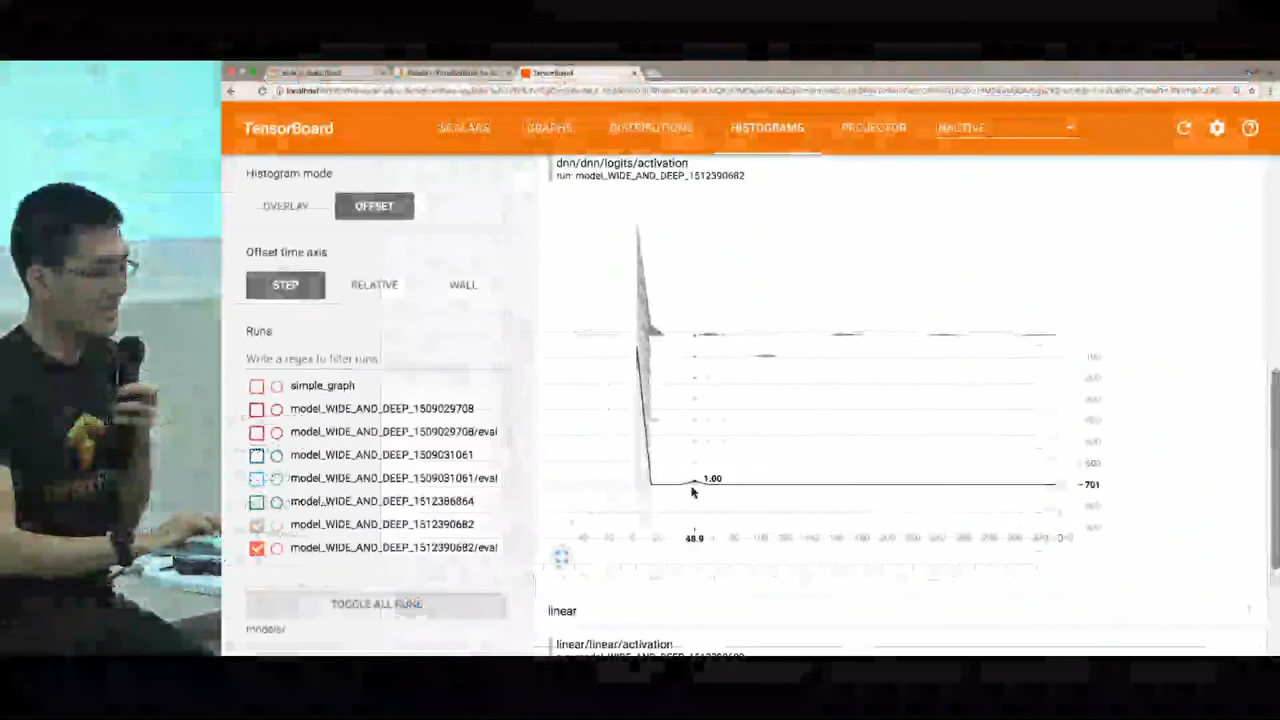 TensorBoard
SCALARS
GRAPHS
DISTRIBUTIONS
HISTOGRAMS
PROJECTOR
INACTIVE
Histogram mode
OVERLAY
OFFSET
Offset time axis
STEP
RELATIVE
WALL
Runs
Write a regex to filter runs
simple_graph
model_WIDE_AND_DEEP_1509029708
model_WIDE_AND_DEEP_1509029708/eval
model_WIDE_AND_DEEP_1509031061
model_WIDE_AND_DEEP_1509031061/eval
model_WIDE_AND_DEEP_1512386864
model_WIDE_AND_DEEP_1512390682
model_WIDE_AND_DEEP_1512390682/eval
TOGGLE ALL RUNS
models/
dnn/dnn/logits/activation
run: model_WIDE_AND_DEEP_1512390682
1.00
600
701
48.9
linear
linear/linear/activation